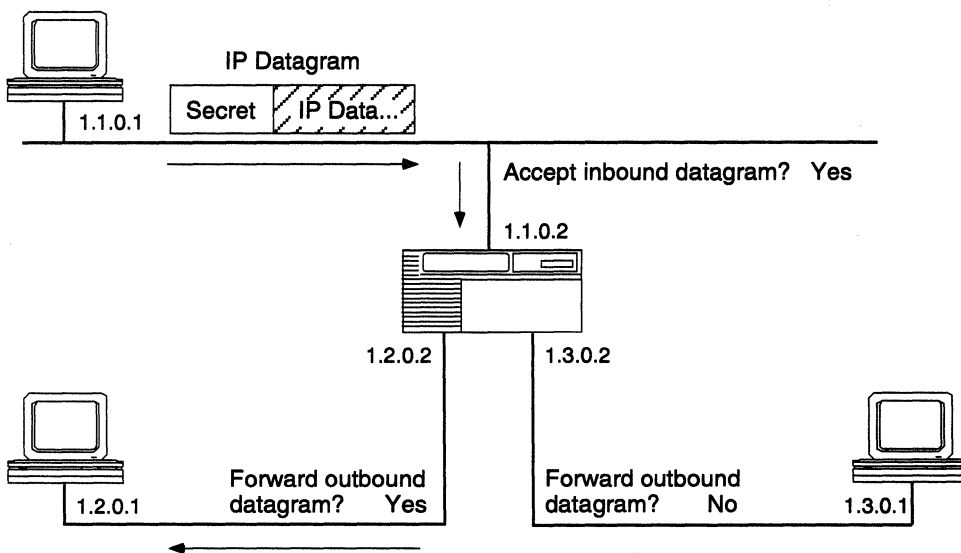 IP Datagram
Secret IP Data...
1.1.0.1
Accept inbound datagram? Yes
1.1.0.2
1.2.0.2 1.3.0.2
Forward outbound
datagram? Yes
Forward outbound
datagram? No
1.2.0.1
1.3.0.1